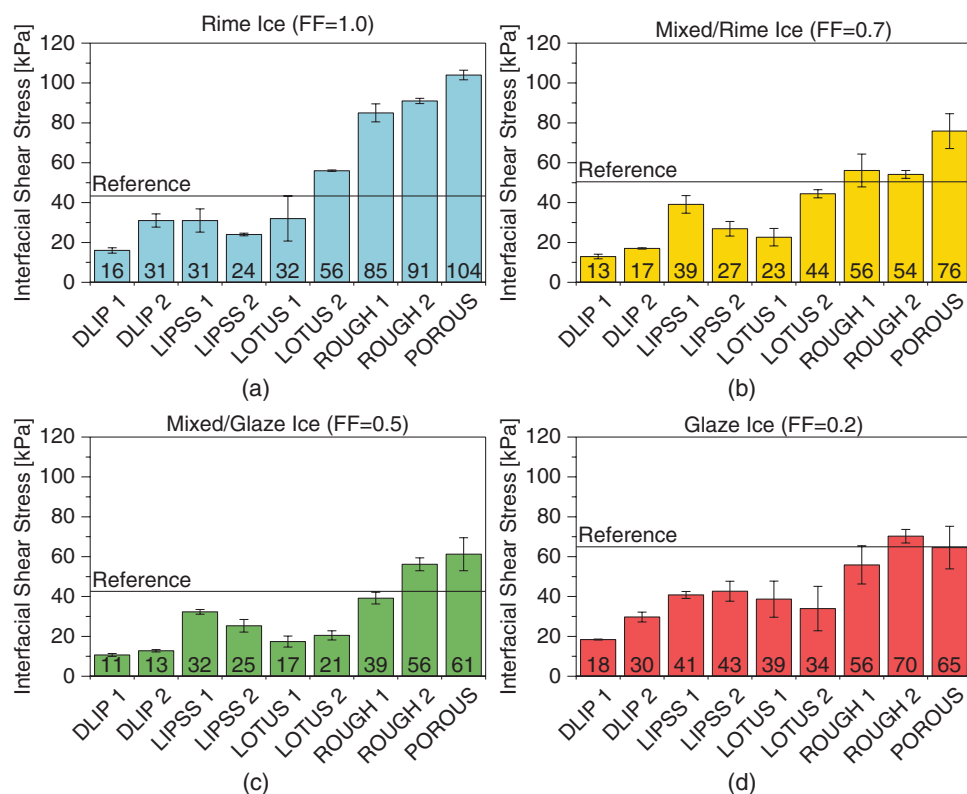 Rime Ice (FF=1.0)
Interfacial Shear Stress [kPa]
120
100
80
60
40
20
0
Reference
16 31 31 24 32 56 85 91 104
DLIP 1 DLIP 2 LIPSS 1 LIPSS 2 LOTUS 1 LOTUS 2 ROUGH 1 ROUGH 2 POROUS
(a)
Mixed/Rime Ice (FF=0.7)
Interfacial Shear Stress [kPa]
120
100
80
60
40
20
0
Reference
13 17 39 27 23 44 56 54 76
DLIP 1 DLIP 2 LIPSS 1 LIPSS 2 LOTUS 1 LOTUS 2 ROUGH 1 ROUGH 2 POROUS
(b)
Mixed/Glaze Ice (FF=0.5)
Interfacial Shear Stress [kPa]
120
100
80
60
40
20
0
Reference
11 13 32 25 17 21 39 56 61
DLIP 1 DLIP 2 LIPSS 1 LIPSS 2 LOTUS 1 LOTUS 2 ROUGH 1 ROUGH 2 POROUS
(c)
Glaze Ice (FF=0.2)
Interfacial Shear Stress [kPa]
120
100
80
60
40
20
0
Reference
18 30 41 43 39 34 56 70 65
DLIP 1 DLIP 2 LIPSS 1 LIPSS 2 LOTUS 1 LOTUS 2 ROUGH 1 ROUGH 2 POROUS
(d)